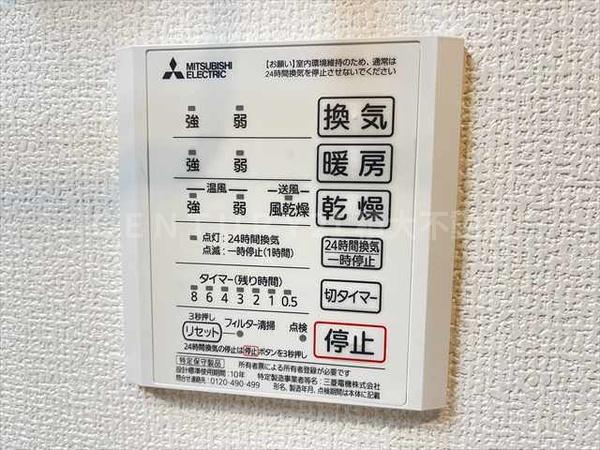 MITSUBISHI
ELECTRIC
【お願い】室内環境維持のため、通常は
24時間換気を停止させないでください
強 弱 換気
強 弱 暖房
温風 送風
強 弱 風乾燥 乾燥
点灯:24時間換気
点滅:一時停止(1時間)
24時間換気
一時停止
タイマー(残り時間)
8 6 4 3 2 1 0.5
切タイマー
3秒押し
リセット フィルター清掃 点検 停止
24時間換気の停止は停止ボタンを3秒押し
特定保守製品 所有者票による所有者登録が必要です
設計標準使用期間:10年 特定製造事業者等名:三菱電機株式会社
問合せ連絡先:0120-490-499 形名、製造年月、点検期間は本体に記載